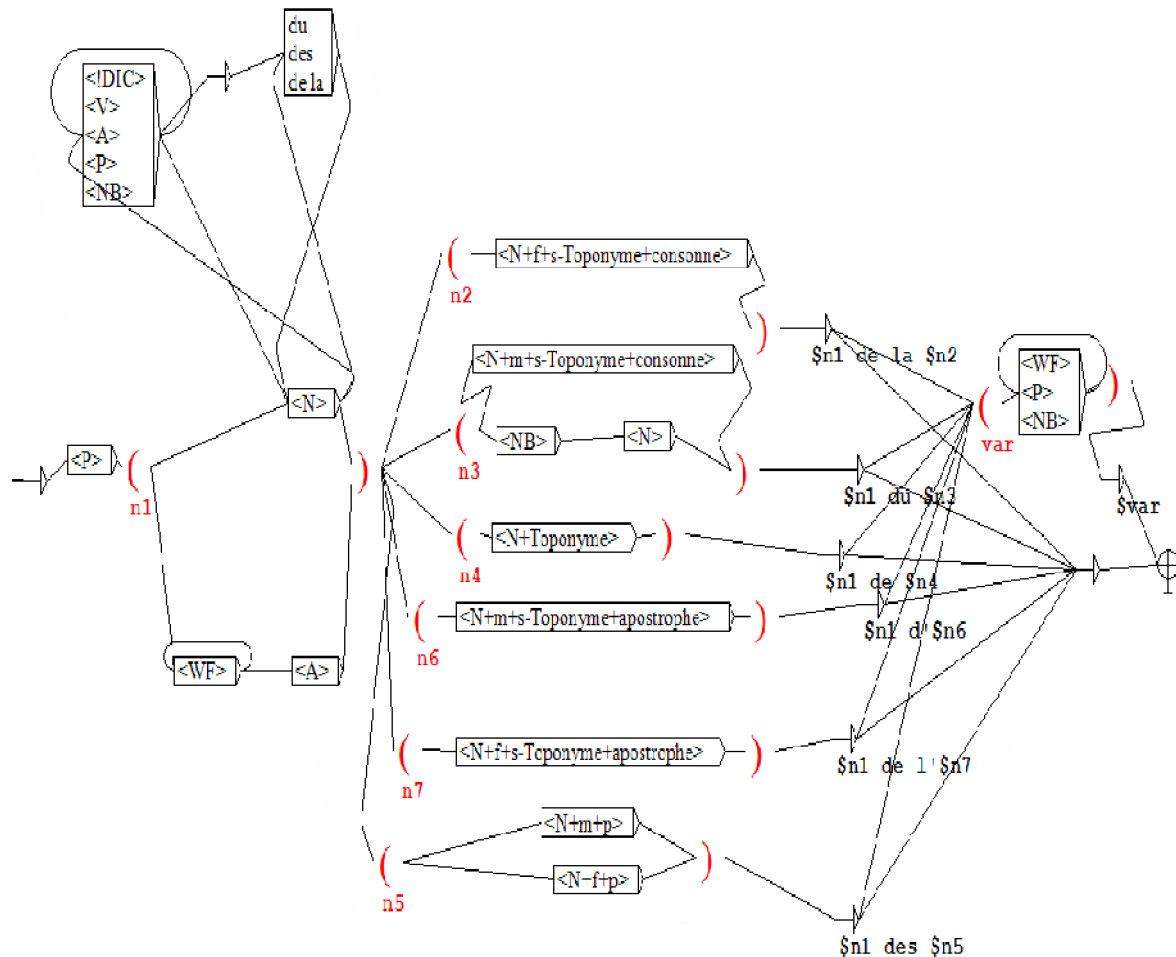 du
des
de la
<!DIC>
<V>
<A>
<P>
<NB>
<N+f+s-Toponyme+consonne>
n2
$n1 de la $n2
<N+m+s-Toponyme+consonne>
<WF>
<P>
<NB>
<N>
var
<NB>
<N>
<P>
n3
n1
$n1 du $n3
$var
<N+Toponyme>
n4
$n1 de $n4
<N+m+s-Toponyme+apostrophe>
n6
$n1 d'$n6
<WF>
<A>
<N+f+s-Toponyme+apostrophe>
n7
$n1 de l'$n7
<N+m+p>
<N-f+p>
n5
$n1 des $n5